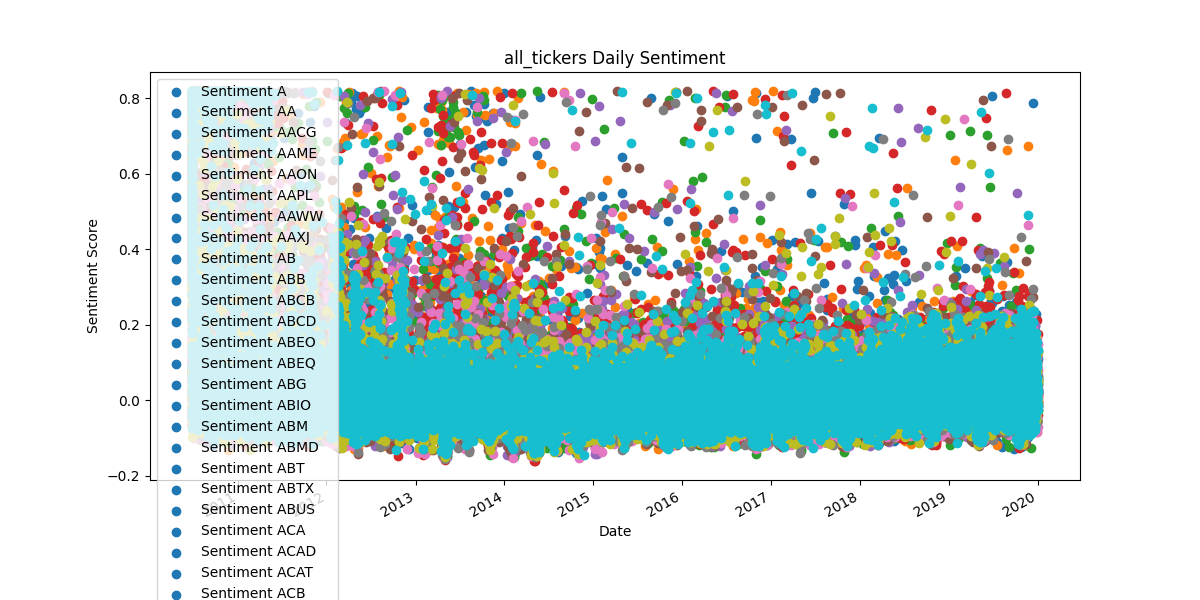 all_tickers Daily Sentiment
Sentiment Score
0.8
0.6
0.4
0.2
0.0
−0.2
Sentiment A
Sentiment AA
Sentiment AACG
Sentiment AAME
Sentiment AAON
Sentiment AAPL
Sentiment AAWW
Sentiment AAXJ
Sentiment AB
Sentiment ABB
Sentiment ABCB
Sentiment ABCD
Sentiment ABEO
Sentiment ABEQ
Sentiment ABG
Sentiment ABIO
Sentiment ABM
Sentiment ABMD
Sentiment ABT
Sentiment ABTX
Sentiment ABUS
Sentiment ACA
Sentiment ACAD
Sentiment ACAT
Sentiment ACB
2011
2012
2013
2014
2015
2016
2017
2018
2019
2020
Date